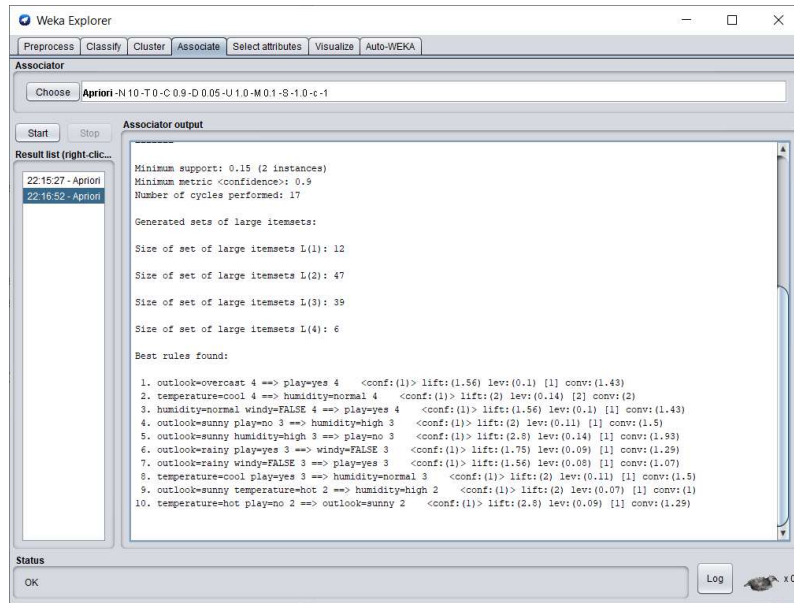 Weka Explorer
Preprocess Classify Cluster Associate Select attributes Visualize Auto-WEKA
Associator
Choose Apriori -N 10 -T 0 -C 0.9 -D 0.05 -U 1.0 -M 0.1 -S -1.0 -c -1
Start Stop
Associator output
Result list (right-clic...
22:15:27 - Apriori
22:16:52 - Apriori
=======
Minimum support: 0.15 (2 instances)
Minimum metric <confidence>: 0.9
Number of cycles performed: 17
Generated sets of large itemsets:
Size of set of large itemsets L(1): 12
Size of set of large itemsets L(2): 47
Size of set of large itemsets L(3): 39
Size of set of large itemsets L(4): 6
Best rules found:
1. outlook=overcast 4 ==> play=yes 4 <conf:(1)> lift:(1.56) lev:(0.1) [1] conv:(1.43)
2. temperature=cool 4 ==> humidity=normal 4 <conf:(1)> lift:(2) lev:(0.14) [2] conv:(2)
3. humidity=normal windy=FALSE 4 ==> play=yes 4 <conf:(1)> lift:(1.56) lev:(0.1) [1] conv:(1.43)
4. outlook=sunny play=no 3 ==> humidity=high 3 <conf:(1)> lift:(2) lev:(0.11) [1] conv:(1.5)
5. outlook=sunny humidity=high 3 ==> play=no 3 <conf:(1)> lift:(2.8) lev:(0.14) [1] conv:(1.93)
6. outlook=rainy play=yes 3 ==> windy=FALSE 3 <conf:(1)> lift:(1.75) lev:(0.09) [1] conv:(1.29)
7. outlook=rainy windy=FALSE 3 ==> play=yes 3 <conf:(1)> lift:(1.56) lev:(0.08) [1] conv:(1.07)
8. temperature=cool play=yes 3 ==> humidity=normal 3 <conf:(1)> lift:(2) lev:(0.11) [1] conv:(1.5)
9. outlook=sunny temperature=hot 2 ==> humidity=high 2 <conf:(1)> lift:(2) lev:(0.07) [1] conv:(1)
10. temperature=hot play=no 2 ==> outlook=sunny 2 <conf:(1)> lift:(2.8) lev:(0.09) [1] conv:(1.29)
Status
OK
Log
x 0